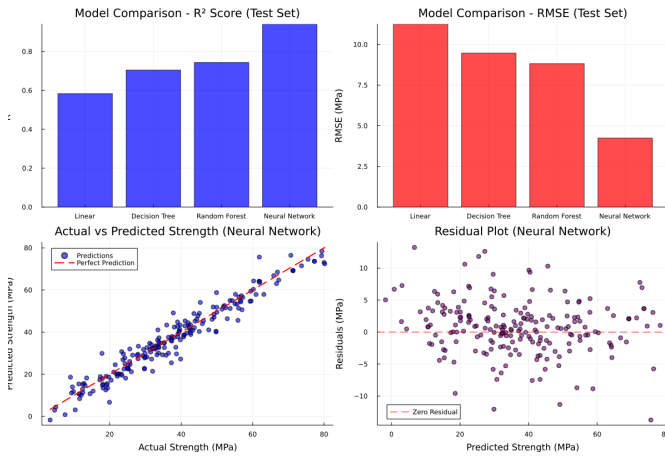 Model Comparison - R² Score (Test Set)
0.8
0.6
0.4
0.2
0.0
Linear Decision Tree Random Forest Neural Network
Model Comparison - RMSE (Test Set)
RMSE (MPa)
10.0
7.5
5.0
2.5
0.0
Linear Decision Tree Random Forest Neural Network
Actual vs Predicted Strength (Neural Network)
Predictions
Perfect Prediction
Predicted Strength (MPa)
80
60
40
20
0
20 40 60 80
Actual Strength (MPa)
Residual Plot (Neural Network)
Residuals (MPa)
10
5
0
−5
−10
Zero Residual
0 20 40 60 80
Predicted Strength (MPa)